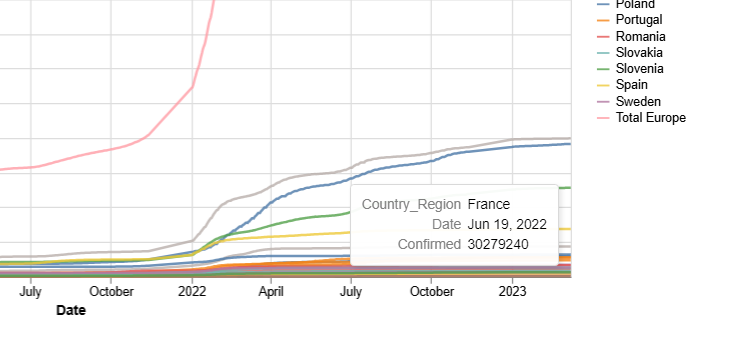 Poland
Portugal
Romania
Slovakia
Slovenia
Spain
Sweden
Total Europe
Country_Region France
Date Jun 19, 2022
Confirmed 30279240
July October 2022 April July October 2023
Date